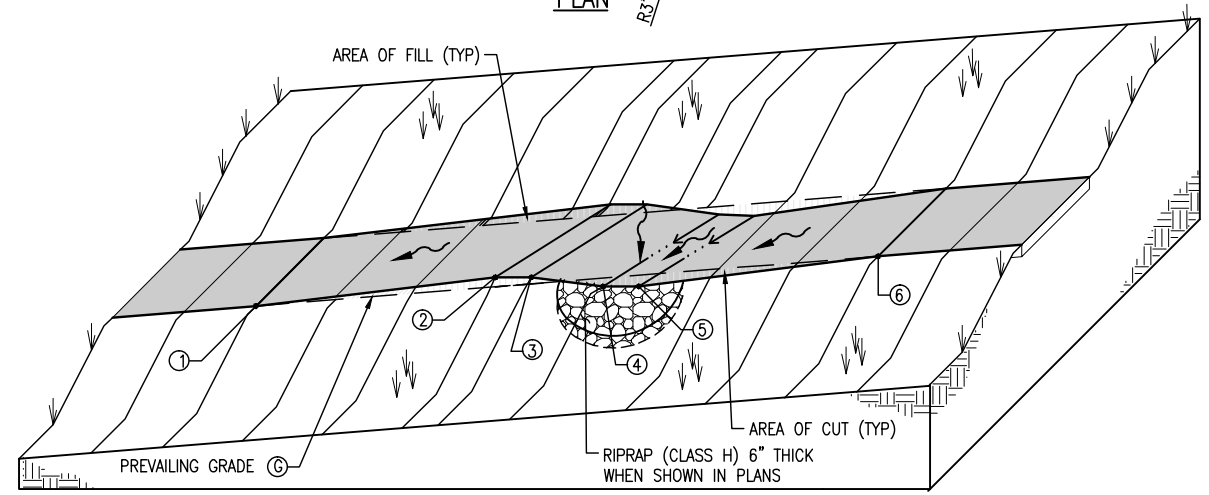 PLAN
R3'
AREA OF FILL (TYP)
1
2
3
4
5
6
AREA OF CUT (TYP)
PREVAILING GRADE G
RIPRAP (CLASS H) 6" THICK
WHEN SHOWN IN PLANS